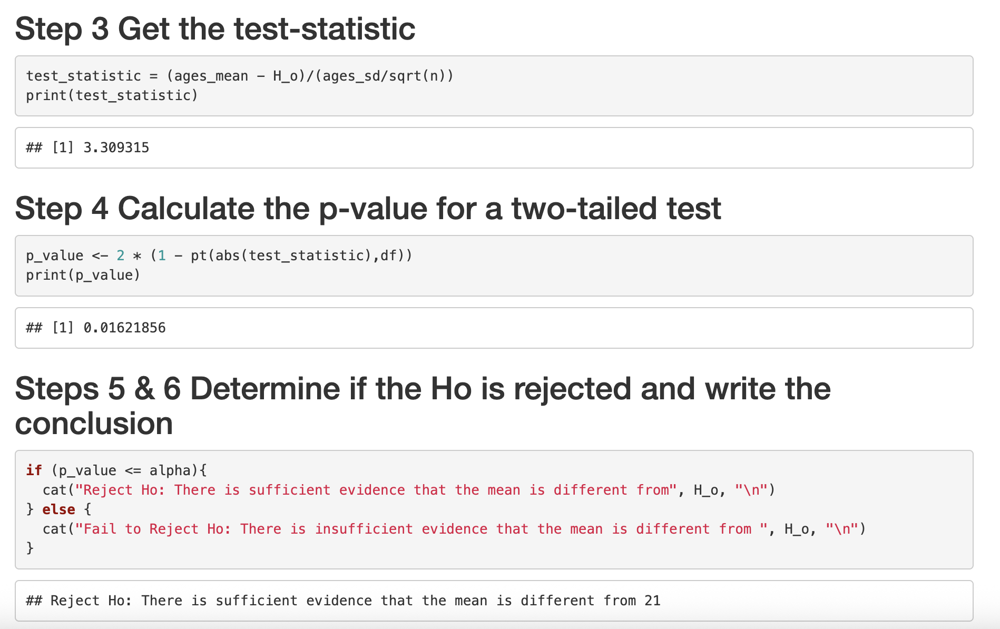 Step 3 Get the test-statistic
test_statistic = (ages_mean - H_o)/(ages_sd/sqrt(n))
print(test_statistic)
## [1] 3.309315
Step 4 Calculate the p-value for a two-tailed test
p_value <- 2 * (1 - pt(abs(test_statistic),df))
print(p_value)
## [1] 0.01621856
Steps 5 & 6 Determine if the Ho is rejected and write the
conclusion
if (p_value <= alpha){
  cat("Reject Ho: There is sufficient evidence that the mean is different from", H_o, "\n")
} else {
  cat("Fail to Reject Ho: There is insufficient evidence that the mean is different from ", H_o, "\n")
}
## Reject Ho: There is sufficient evidence that the mean is different from 21